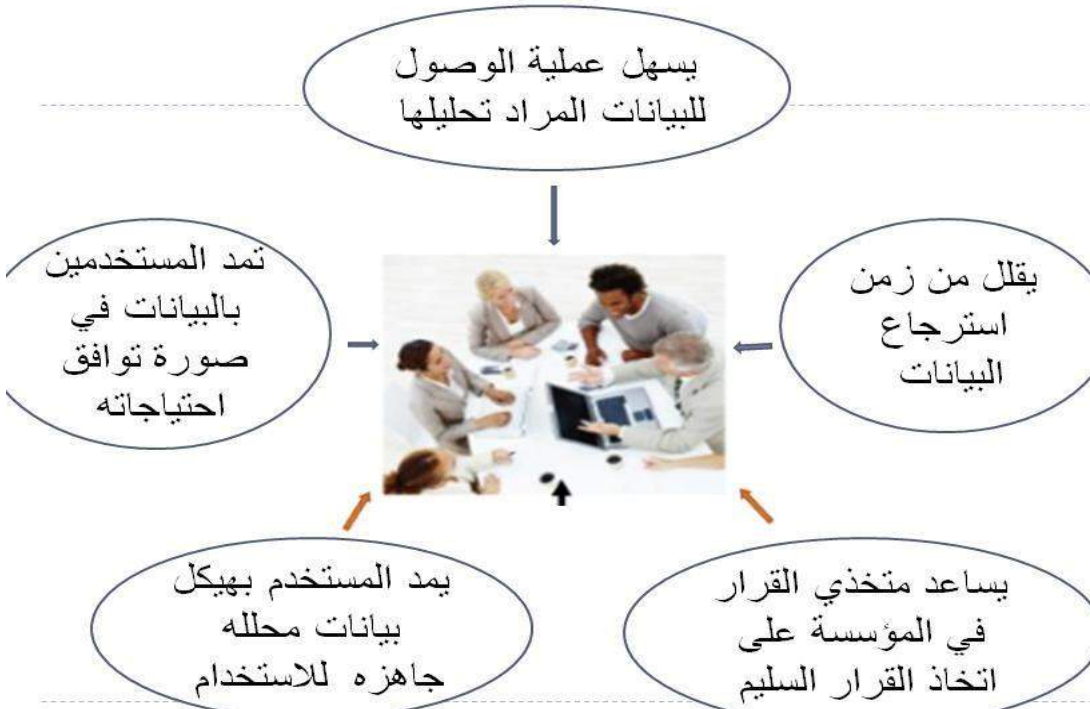 يسهل عملية الوصول
للبيانات المراد تحليلها
يقلل من زمن
استرجاع
البيانات
تمد المستخدمين
بالبيانات في
صورة توافق
احتياجاته
يساعد متخذي القرار
في المؤسسة على
اتخاذ القرار السليم
يمد المستخدم بهيكل
بيانات محلله
جاهزه للاستخدام